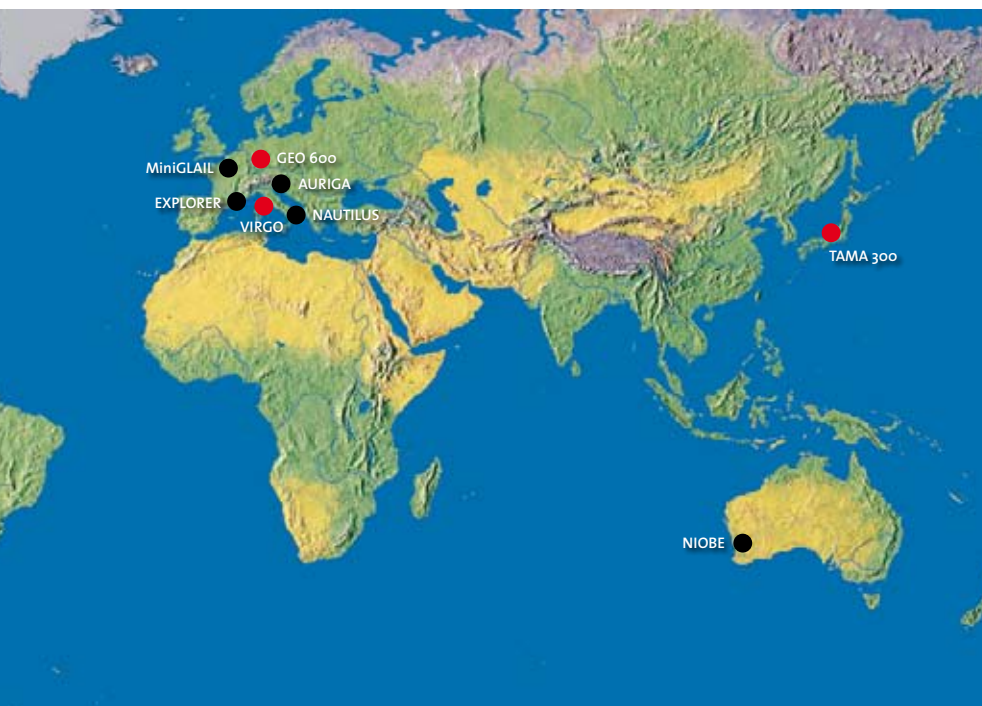 GEO 600
MiniGLAIL
AURIGA
EXPLORER
NAUTILUS
VIRGO
TAMA 300
NIOBE